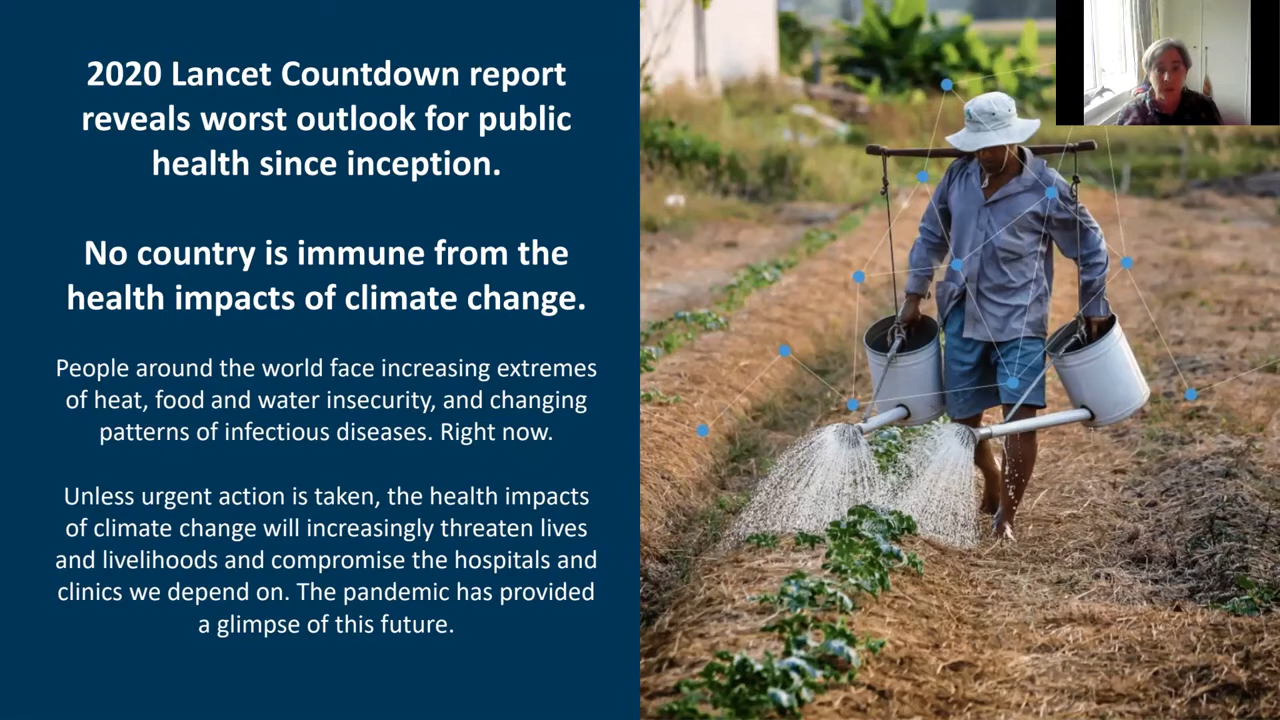 2020 Lancet Countdown report
reveals worst outlook for public
health since inception.
No country is immune from the
health impacts of climate change.
People around the world face increasing extremes
of heat, food and water insecurity, and changing
patterns of infectious diseases. Right now.
Unless urgent action is taken, the health impacts
of climate change will increasingly threaten lives
and livelihoods and compromise the hospitals and
clinics we depend on. The pandemic has provided
a glimpse of this future.